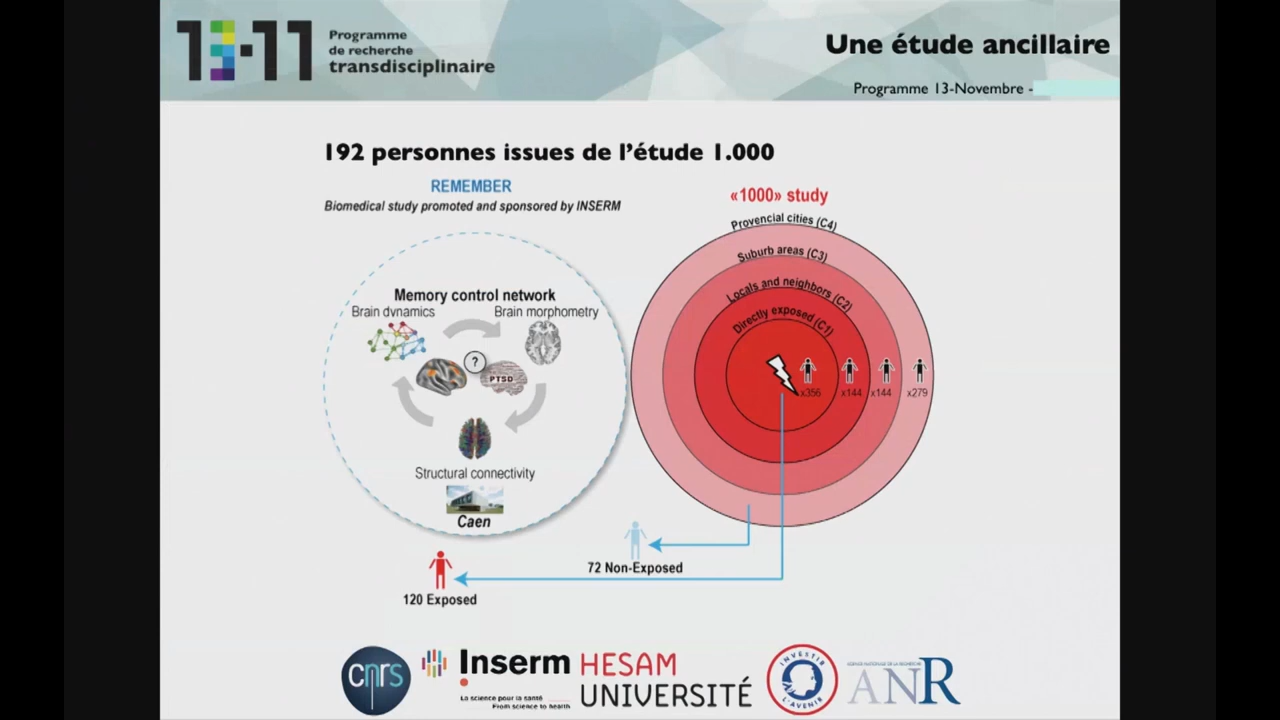 13-11
Programme
de recherche
transdisciplinaire
Une étude ancillaire
Programme 13-Novembre -
192 personnes issues de l'étude 1.000
REMEMBER
Biomedical study promoted and sponsored by INSERM
Memory control network
Brain dynamics
Brain morphometry
?
PTSD
Structural connectivity
Caen
«1000» study
Provencial cities (C4)
Suburb areas (C3)
Locals and neighbors (C2)
Directly exposed (C1)
x356
x144
x144
x279
72 Non-Exposed
120 Exposed
cnrs
Inserm
La science pour la santé
From science to health
HESAM
UNIVERSITÉ
INVESTIR
L'AVENIR
AGENCE NATIONALE DE LA RECHERCHE
ANR